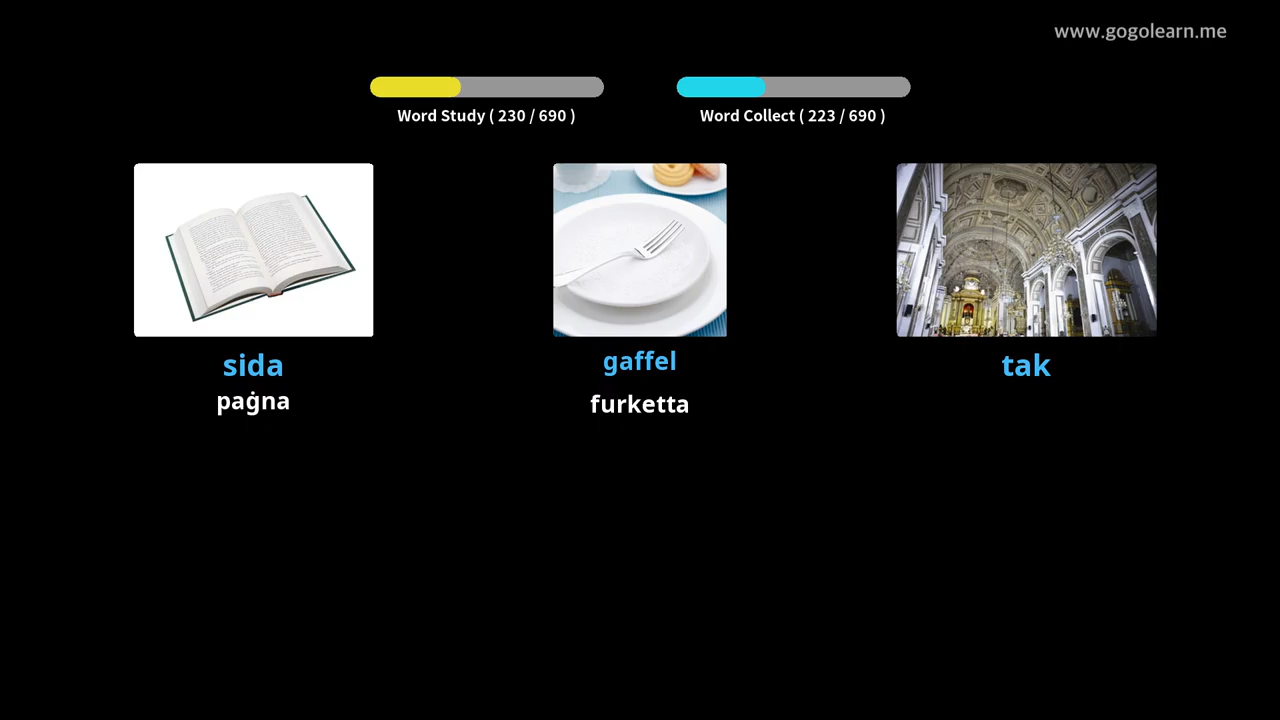 www.gogolearn.me
Word Study ( 230 / 690 )
Word Collect ( 223 / 690 )
sida
paġna
gaffel
furketta
tak